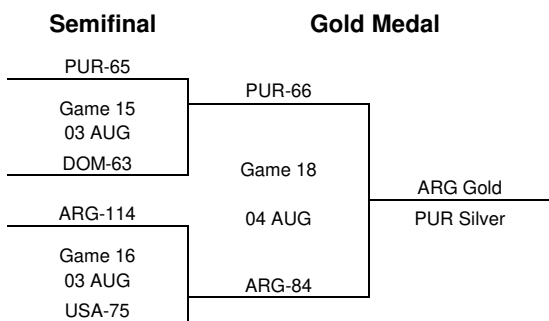 Semifinal
Gold Medal
PUR-65
Game 15
03 AUG
DOM-63
ARG-114
Game 16
03 AUG
USA-75
PUR-66
Game 18
04 AUG
ARG-84
ARG Gold
PUR Silver